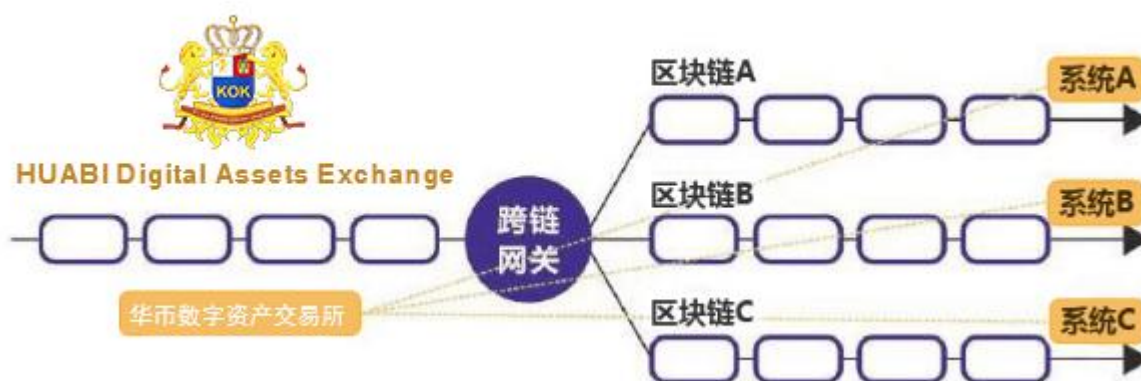 KOK
HUABI Digital Assets Exchange
跨链
网关
华币数字资产交易所
区块链A
系统A
区块链B
系统B
区块链C
系统C